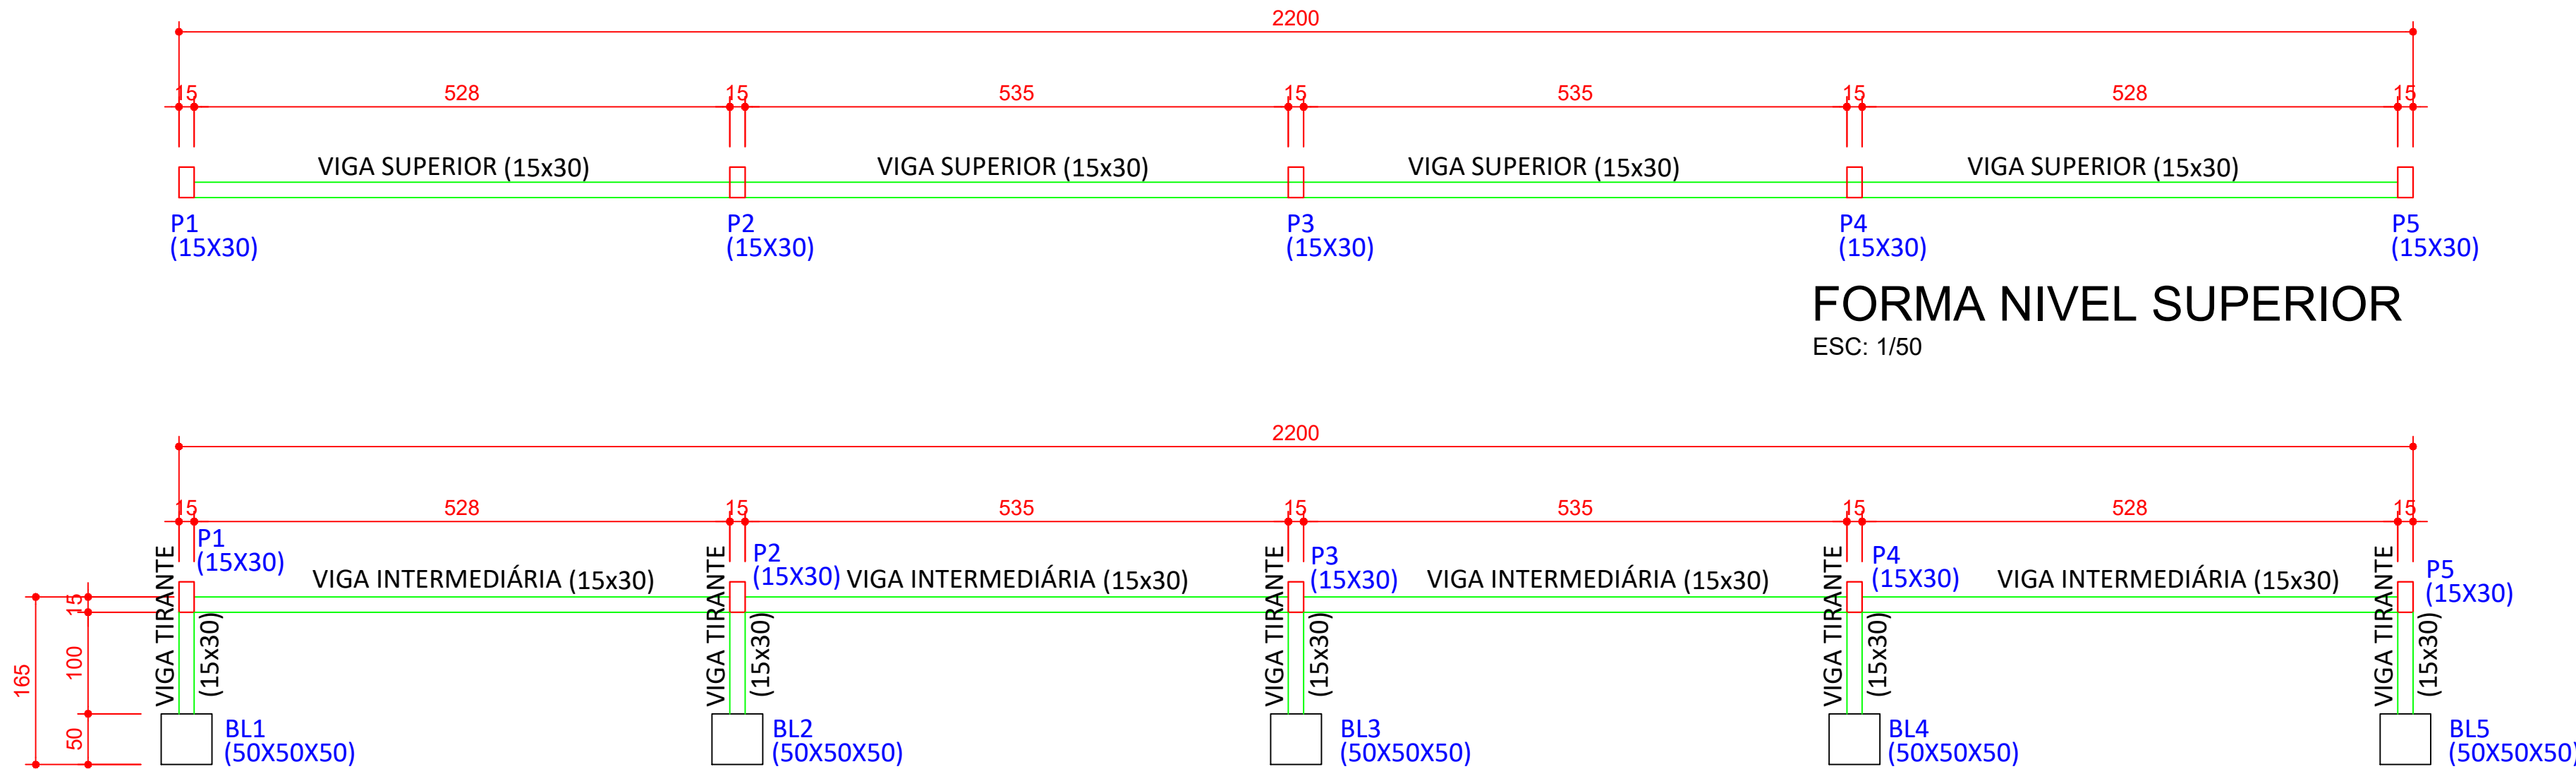 2200
15 528 15 535 15 535 15 528 15
VIGA SUPERIOR (15x30) VIGA SUPERIOR (15x30) VIGA SUPERIOR (15x30) VIGA SUPERIOR (15x30)
P1 P2 P3 P4 P5
(15X30) (15X30) (15X30) (15X30) (15X30)
FORMA NIVEL SUPERIOR
ESC: 1/50
2200
15 528 15 535 15 535 15 528 15
P1 P2 P3 P4 P5
(15X30) (15X30) (15X30) (15X30) (15X30)
VIGA INTERMEDIÁRIA (15x30) VIGA INTERMEDIÁRIA (15x30) VIGA INTERMEDIÁRIA (15x30) VIGA INTERMEDIÁRIA (15x30)
VIGA TIRANTE
(15x30)
VIGA TIRANTE
(15x30)
VIGA TIRANTE
(15x30)
VIGA TIRANTE
(15x30)
VIGA TIRANTE
(15x30)
165
15
100
50
BL1 BL2 BL3 BL4 BL5
(50X50X50) (50X50X50) (50X50X50) (50X50X50) (50X50X50)